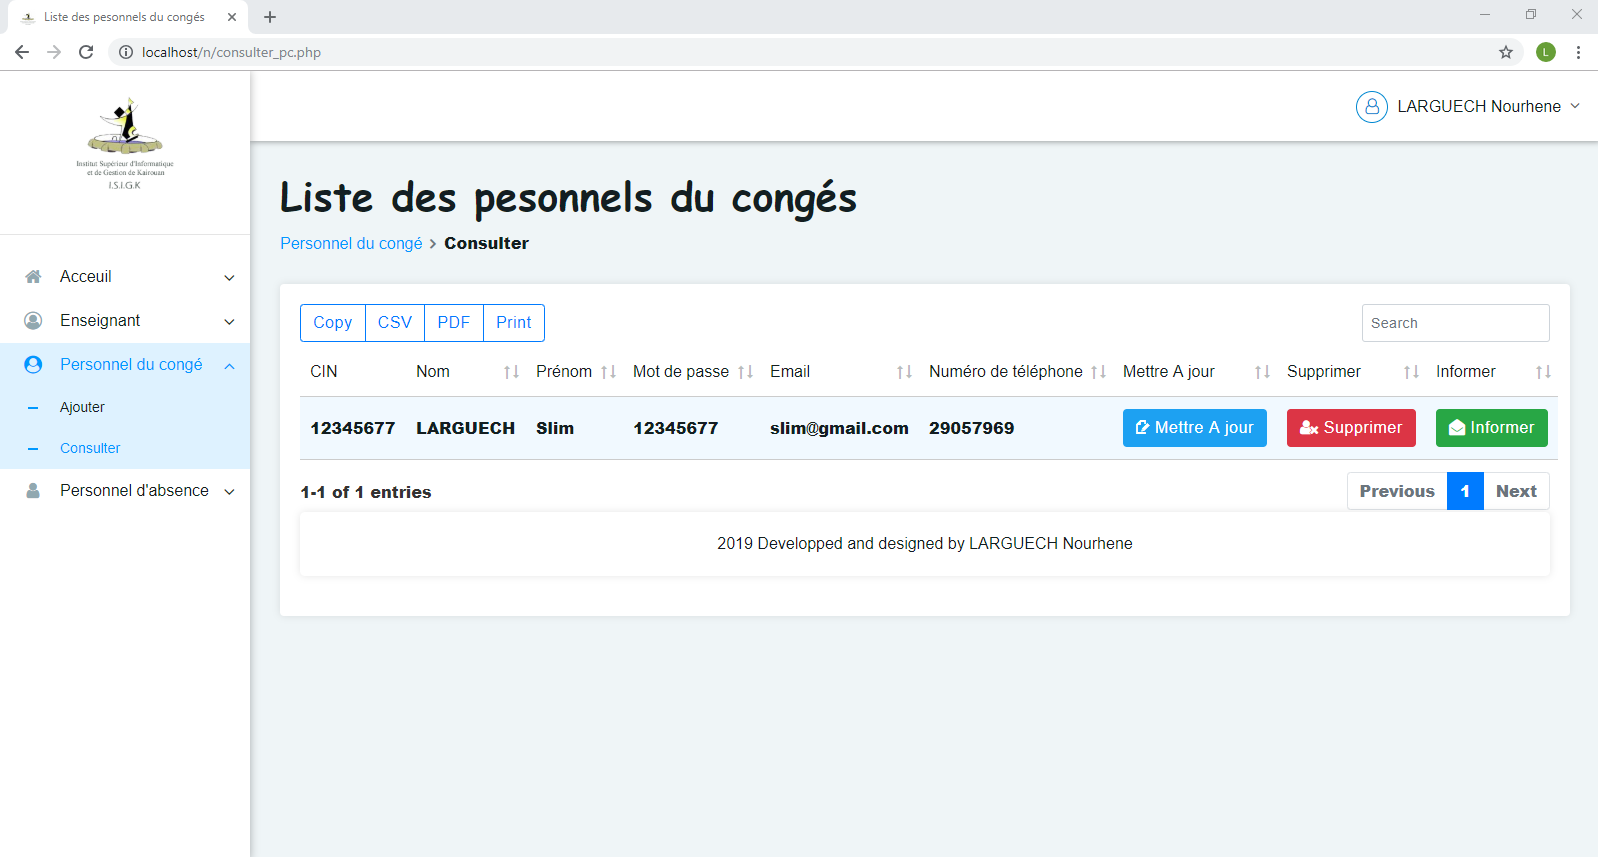 Liste des pesonnels du congés
localhost/n/consulter_pc.php
L
Institut Supérieur d'Informatique
et de Gestion de Kairouan
I.S.I.G.K
LARGUECH Nourhene
Acceuil
Enseignant
Personnel du congé
Ajouter
Consulter
Personnel d'absence
Liste des pesonnels du congés
Personnel du congé > Consulter
Copy CSV PDF Print Search
CIN Nom Prénom Mot de passe Email Numéro de téléphone Mettre A jour Supprimer Informer
12345677 LARGUECH Slim 12345677 slim@gmail.com 29057969 Mettre A jour Supprimer Informer
1-1 of 1 entries Previous 1 Next
2019 Developped and designed by LARGUECH Nourhene